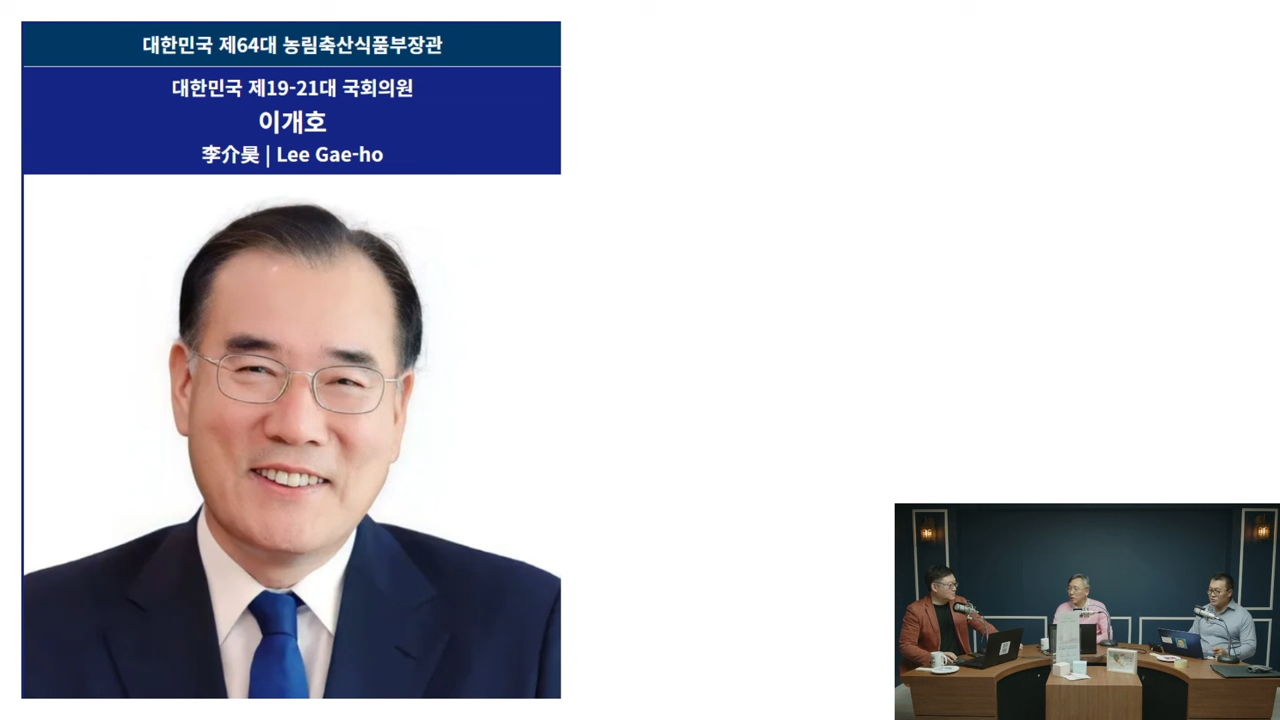 대한민국 제64대 농림축산식품부장관
대한민국 제19-21대 국회의원
이개호
李介昊 | Lee Gae-ho